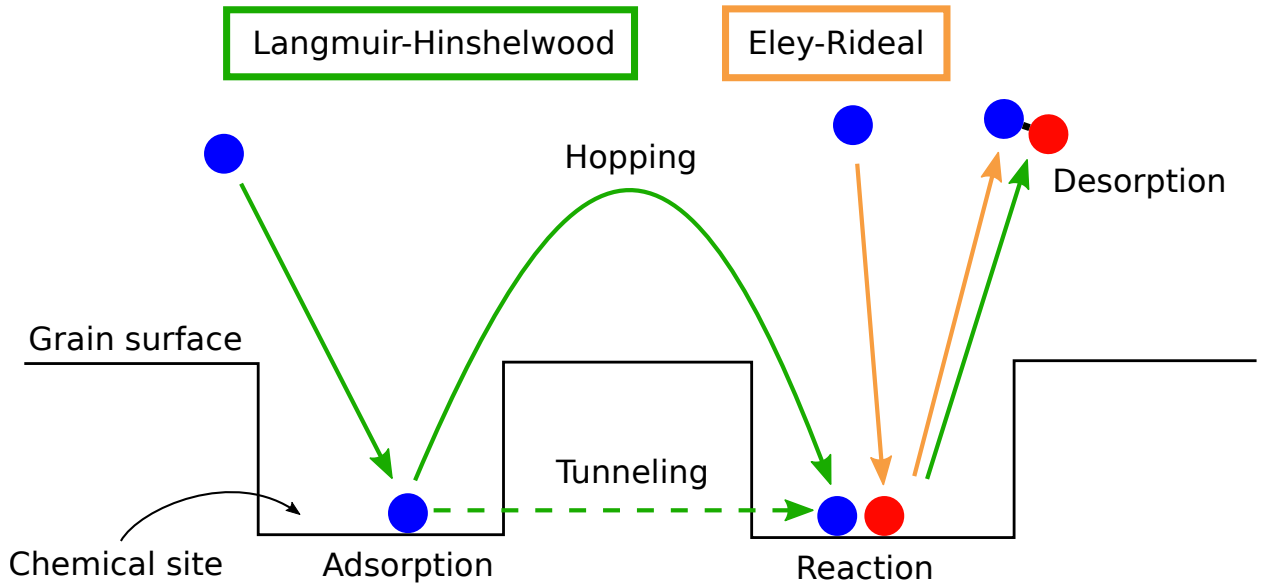 Langmuir-Hinshelwood
Eley-Rideal
Hopping
Desorption
Grain surface
Tunneling
Chemical site
Adsorption
Reaction